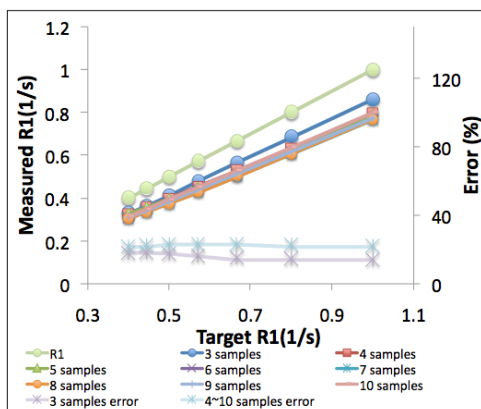 1.2
1
0.8
0.6
0.4
0.2
0
Measured R1(1/s)
120
80
40
0
Error (%)
0.3 0.5 0.7 0.9 1.1
Target R1(1/s)
R1 3 samples 4 samples
5 samples 6 samples 7 samples
8 samples 9 samples 10 samples
3 samples error 4~10 samples error